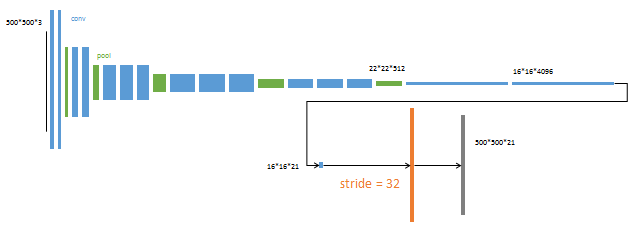 500*500*3
conv
pool
22*22*512
16*16*4096
16*16*21
500*500*21
stride = 32